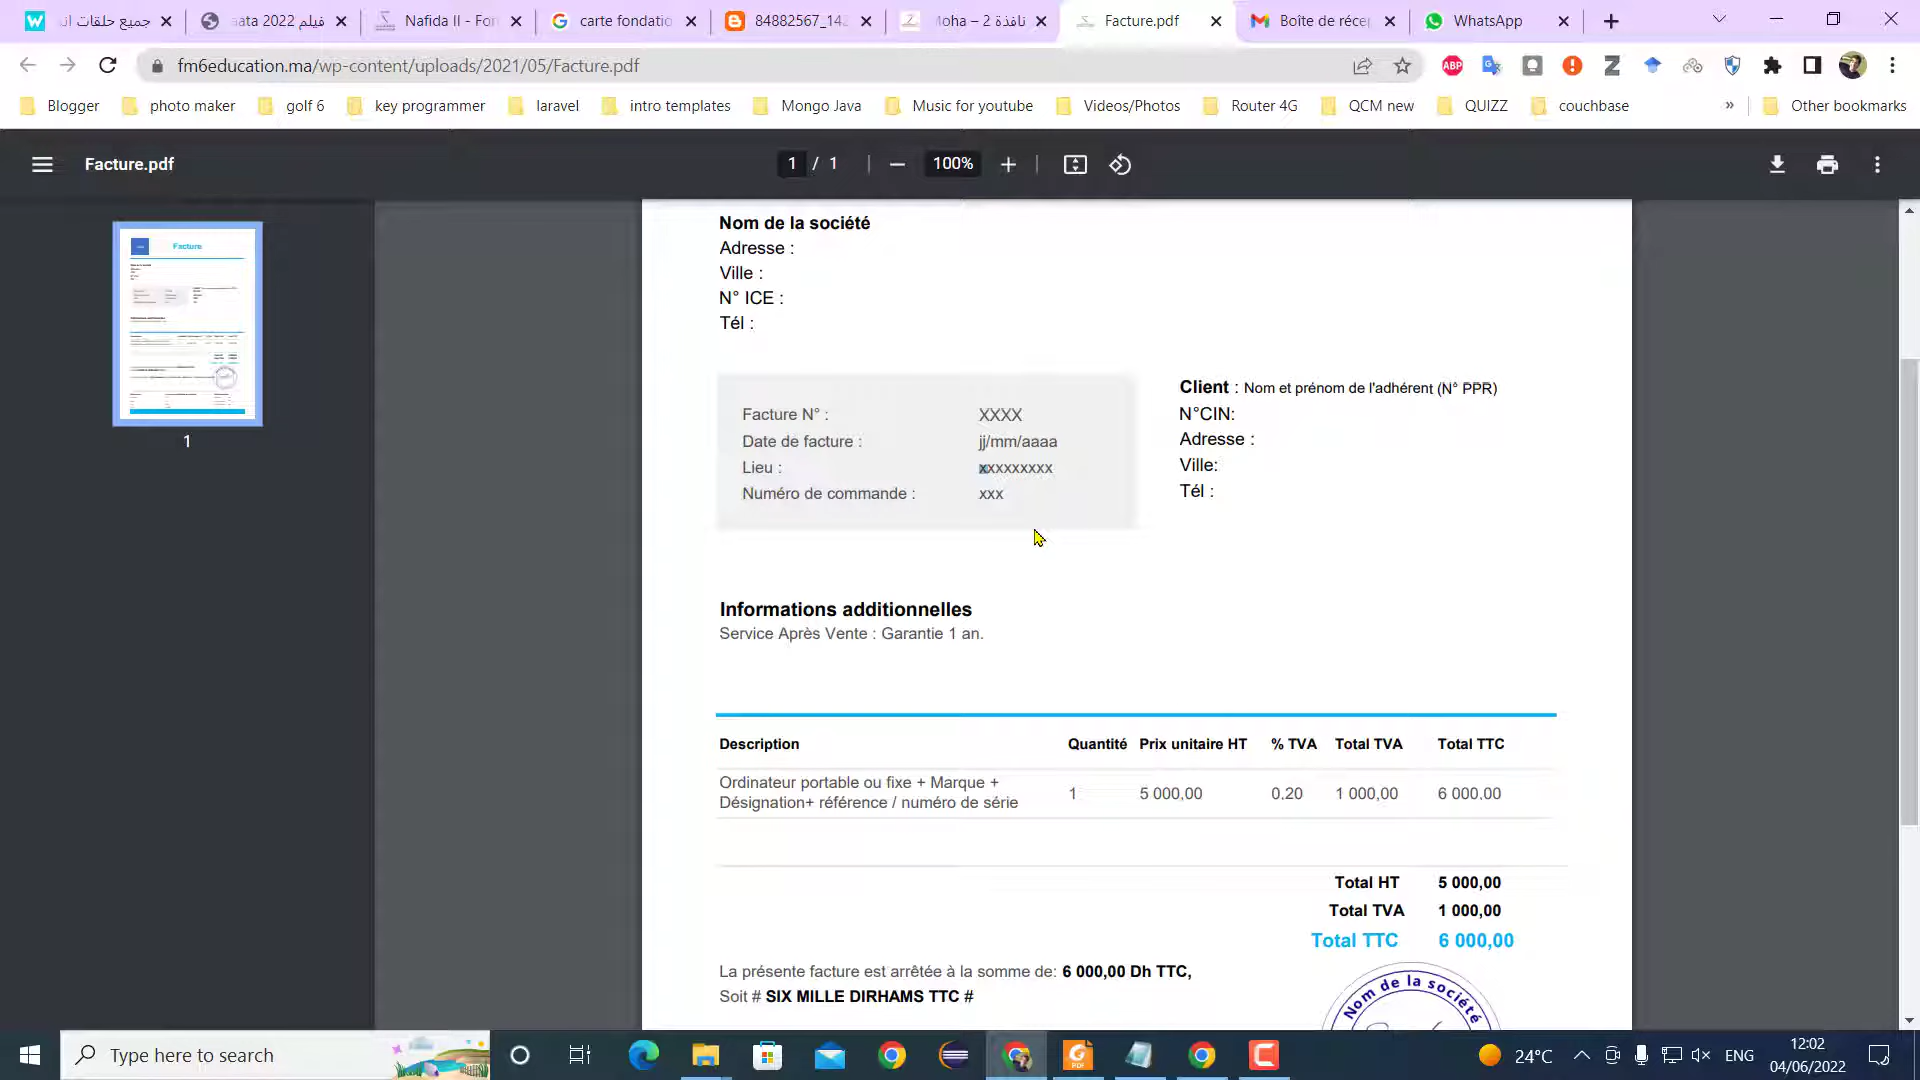 جميع حلقات ان
فيلم 2022 aata
Nafida II - For
carte fondatio
84882567_142
نافذة 2 – Moha
Facture.pdf
Boîte de récep
WhatsApp
fm6education.ma/wp-content/uploads/2021/05/Facture.pdf
ABP
Blogger
photo maker
golf 6
key programmer
laravel
intro templates
Mongo Java
Music for youtube
Videos/Photos
Router 4G
QCM new
QUIZZ
couchbase
»
Other bookmarks
Facture.pdf
1 / 1
100%
Facture
1
Nom de la société
Adresse :
Ville :
N° ICE :
Tél :
Facture N° : XXXX
Date de facture : jj/mm/aaaa
Lieu : xxxxxxxxx
Numéro de commande : xxx
Client : Nom et prénom de l'adhérent (N° PPR)
N°CIN:
Adresse :
Ville:
Tél :
Informations additionnelles
Service Après Vente : Garantie 1 an.
Description Quantité Prix unitaire HT % TVA Total TVA Total TTC
Ordinateur portable ou fixe + Marque +
Désignation+ référence / numéro de série 1 5 000,00 0.20 1 000,00 6 000.00
Total HT 5 000,00
Total TVA 1 000,00
Total TTC 6 000,00
La présente facture est arrêtée à la somme de: 6 000,00 Dh TTC,
Soit # SIX MILLE DIRHAMS TTC #
Nom de la société
Type here to search
24°C
ENG
12:02
04/06/2022